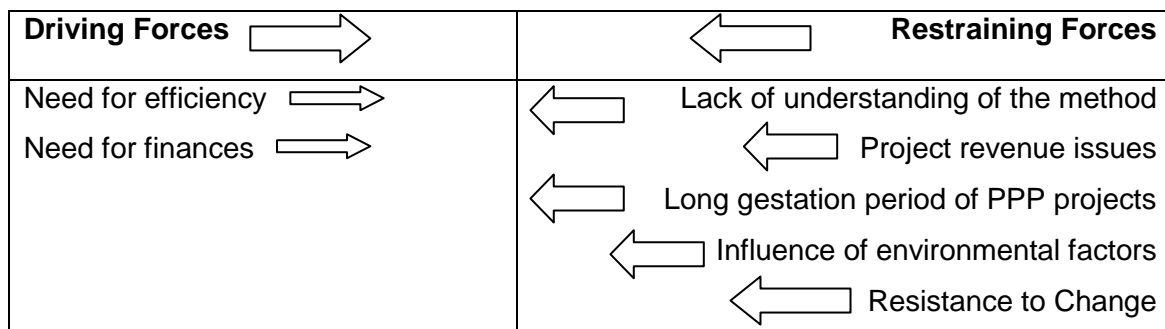 Driving Forces
Restraining Forces
Need for efficiency
Need for finances
Lack of understanding of the method
Project revenue issues
Long gestation period of PPP projects
Influence of environmental factors
Resistance to Change